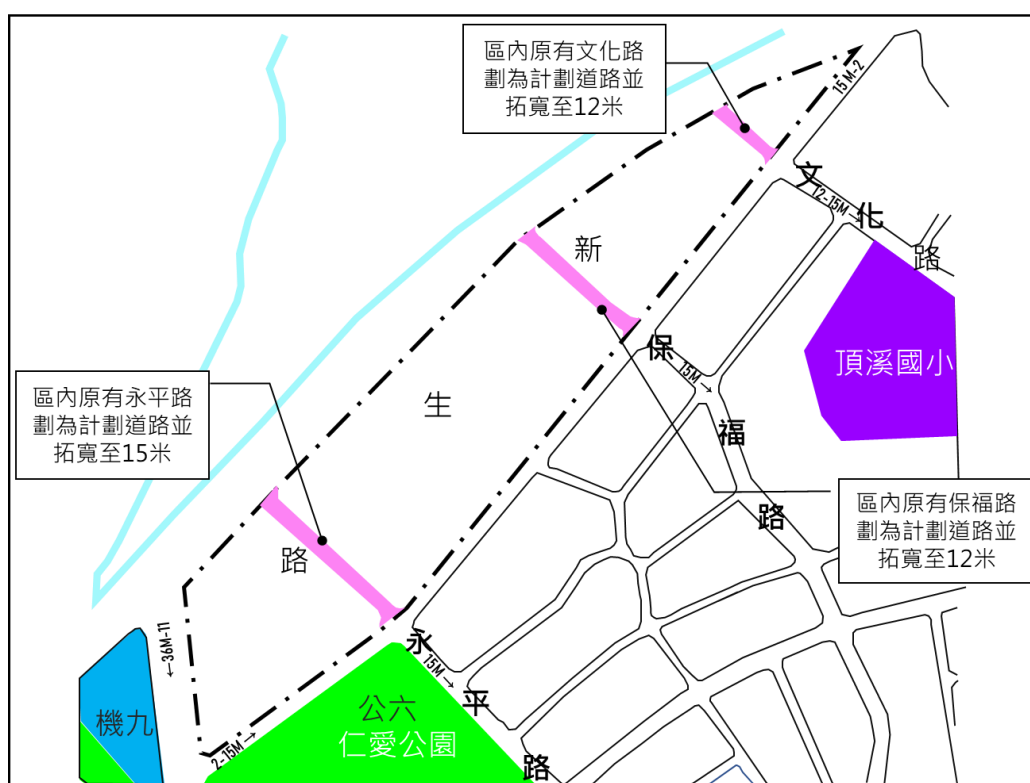 區內原有文化路
劃為計劃道路並
拓寬至12米
15 M-2
文化路
12-15M→
新生路
頂溪國小
保福路
15M→
區內原有永平路
劃為計劃道路並
拓寬至15米
區內原有保福路
劃為計劃道路並
拓寬至12米
←36M-11
永平路
15M→
2-15M→
機九
公六
仁愛公園